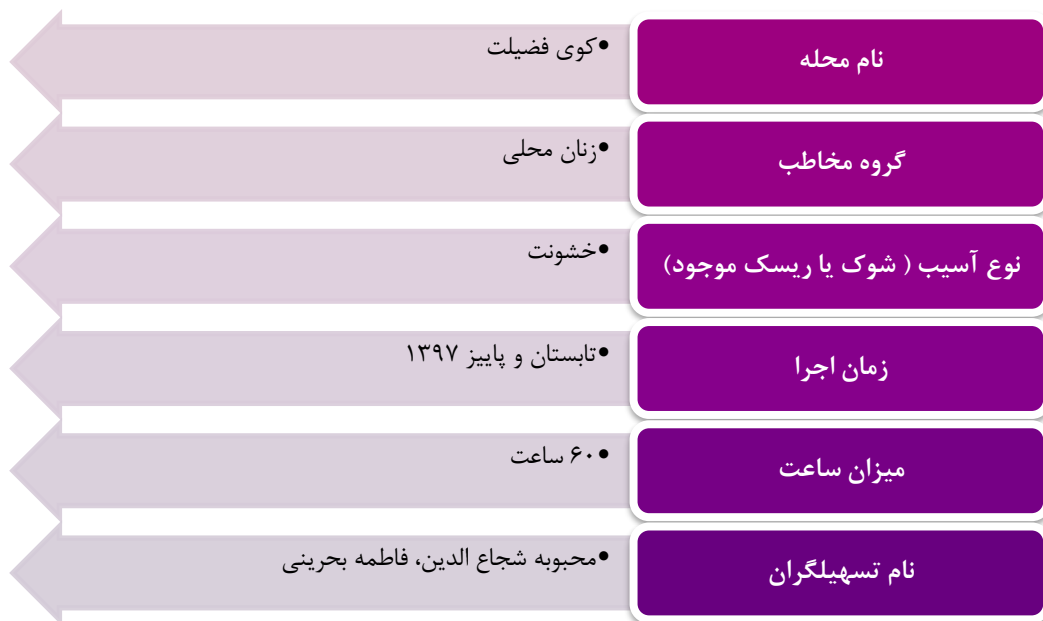 نام محله
•کوی فضیلت
گروه مخاطب
•زنان محلی
نوع آسیب ( شوک یا ریسک موجود)
•خشونت
زمان اجرا
•تابستان و پاییز ۱۳۹۷
میزان ساعت
•۶۰ ساعت
نام تسهیلگران
•محبوبه شجاع الدین، فاطمه بحرینی